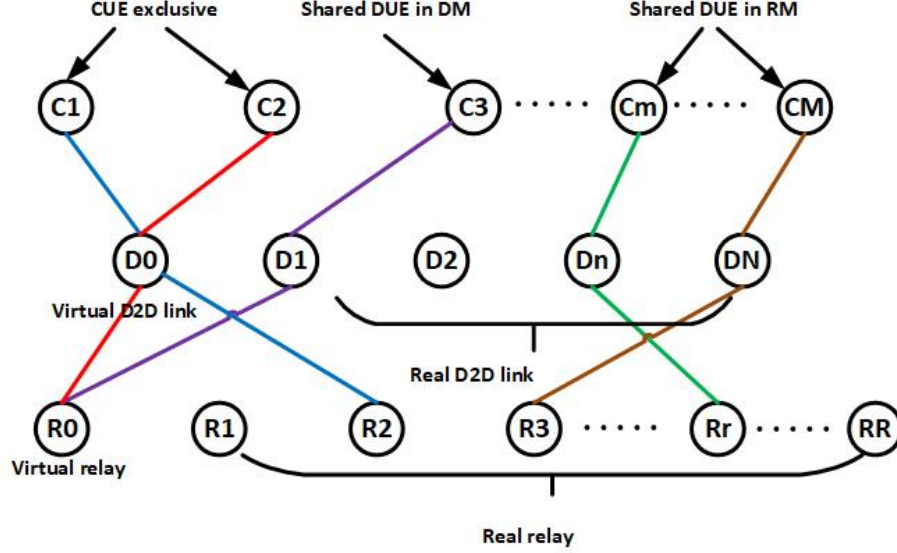 CUE exclusive Shared DUE in DM Shared DUE in RM
C1 C2 C3 Cm CM
D0 D1 D2 Dn DN
Virtual D2D link
Real D2D link
R0 R1 R2 R3 Rr RR
Virtual relay
Real relay